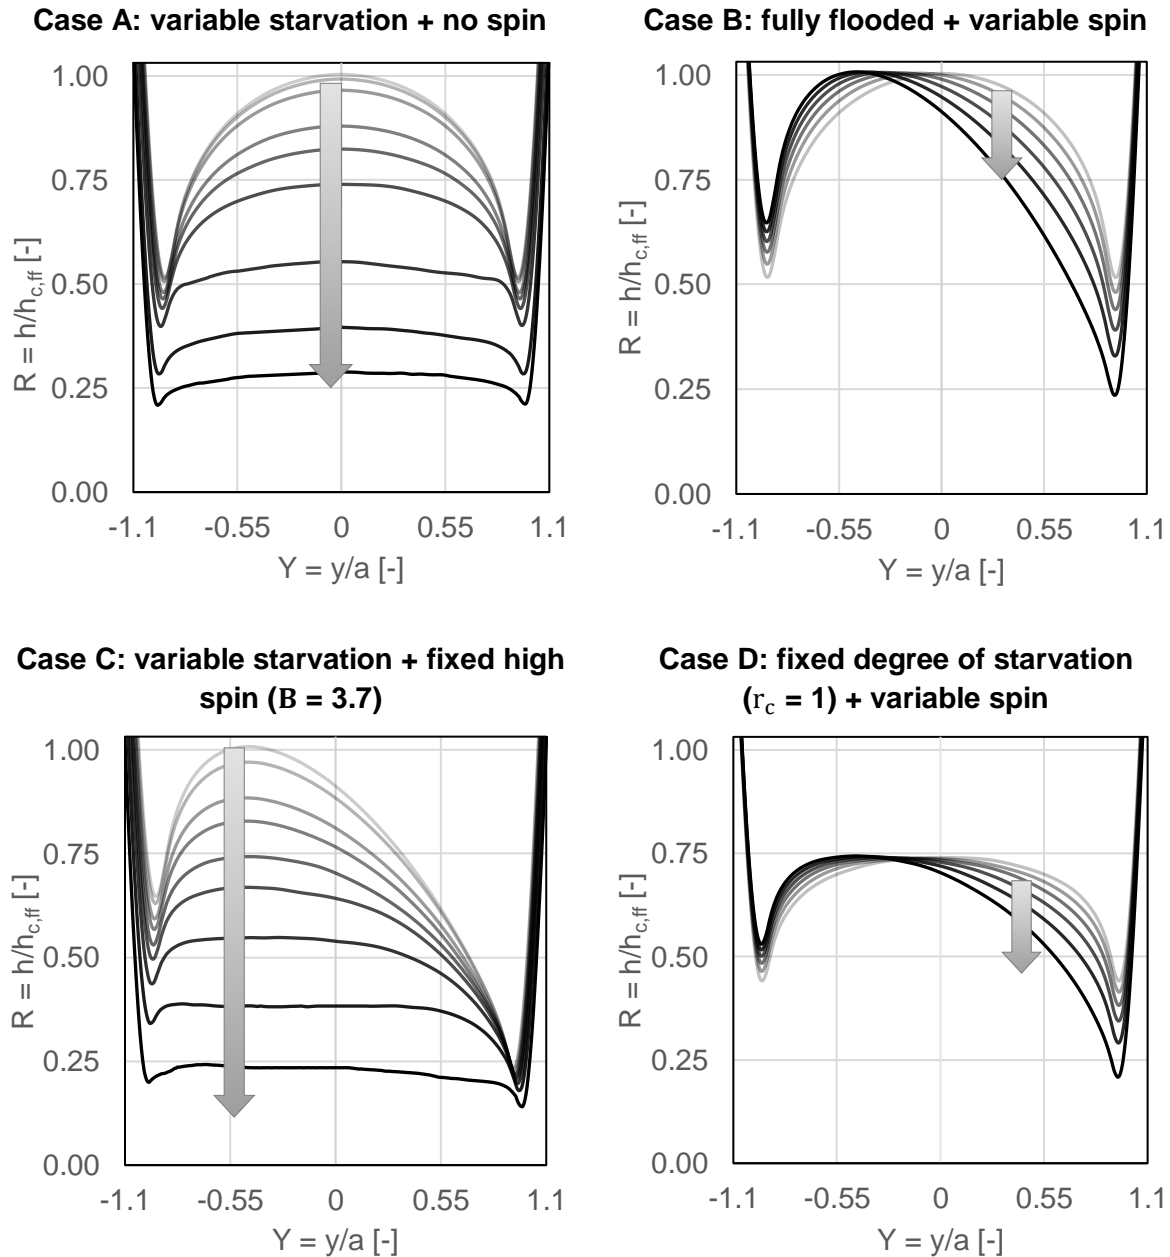 Case A: variable starvation + no spin
R = h/hc,ff [-]
1.00
0.75
0.50
0.25
0.00
-1.1 -0.55 0 0.55 1.1
Y = y/a [-]
Case B: fully flooded + variable spin
R = h/hc,ff [-]
1.00
0.75
0.50
0.25
0.00
-1.1 -0.55 0 0.55 1.1
Y = y/a [-]
Case C: variable starvation + fixed high
spin (B = 3.7)
R = h/hc,ff [-]
1.00
0.75
0.50
0.25
0.00
-1.1 -0.55 0 0.55 1.1
Y = y/a [-]
Case D: fixed degree of starvation
(rc = 1) + variable spin
R = h/hc,ff [-]
1.00
0.75
0.50
0.25
0.00
-1.1 -0.55 0 0.55 1.1
Y = y/a [-]